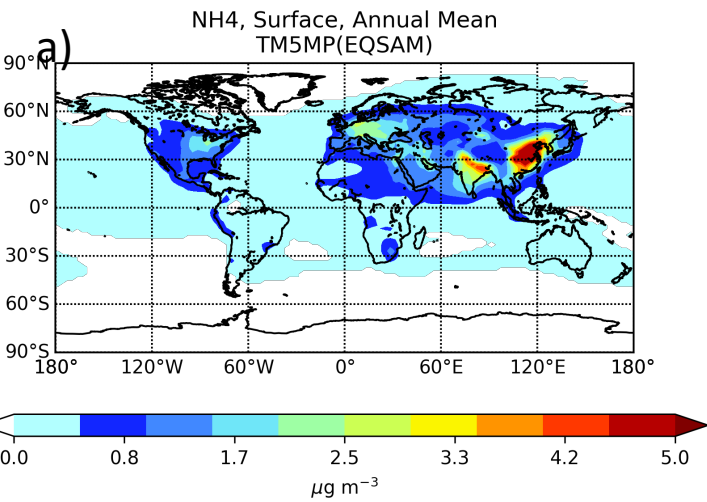 NH4, Surface, Annual Mean
TM5MP(EQSAM)
a)
90°N
60°N
30°N
0°
30°S
60°S
90°S
180° 120°W 60°W 0° 60°E 120°E 180°
0.0 0.8 1.7 2.5 3.3 4.2 5.0
μg m⁻³